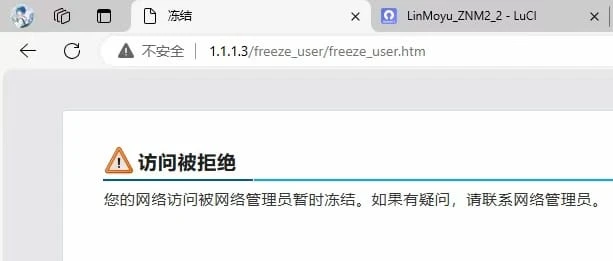 冻结
LinMoyu_ZNM2_2 - LuCI
不安全 1.1.1.3/freeze_user/freeze_user.htm
访问被拒绝
您的网络访问被网络管理员暂时冻结。如果有疑问，请联系网络管理员。